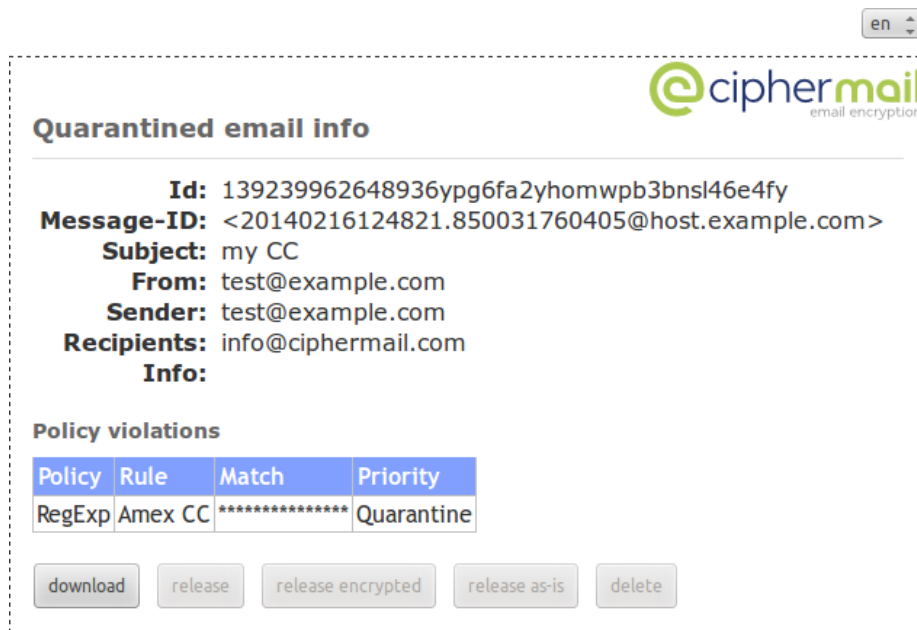 en
ciphermail
email encryption
Quarantined email info
Id: 139239962648936ypg6fa2yhomwpb3bnsl46e4fy
Message-ID: <20140216124821.850031760405@host.example.com>
Subject: my CC
From: test@example.com
Sender: test@example.com
Recipients: info@ciphermail.com
Info:
Policy violations
Policy Rule Match Priority
RegExp Amex CC *************** Quarantine
download release release encrypted release as-is delete